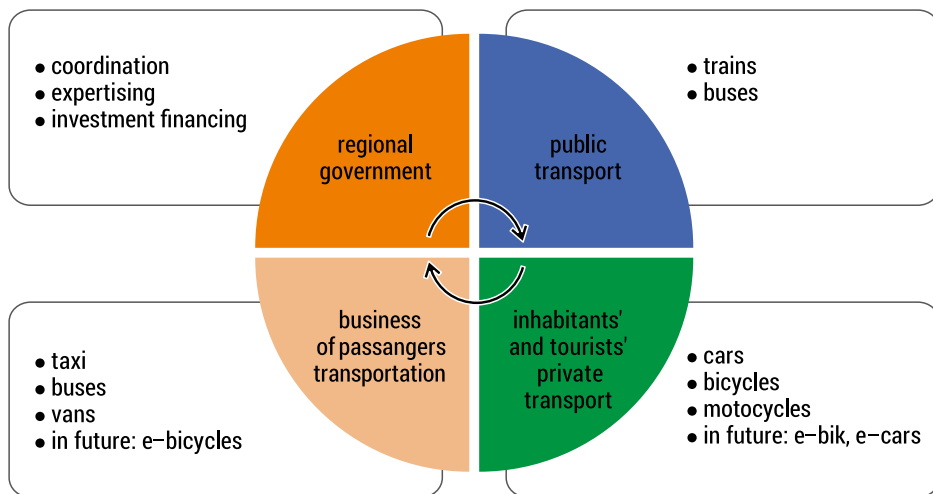 • coordination
• expertising
• investment financing
regional
government
• trains
• buses
public
transport
• taxi
• buses
• vans
• in future: e–bicycles
business
of passangers
transportation
inhabitants'
and tourists'
private
transport
• cars
• bicycles
• motocycles
• in future: e–bik, e–cars